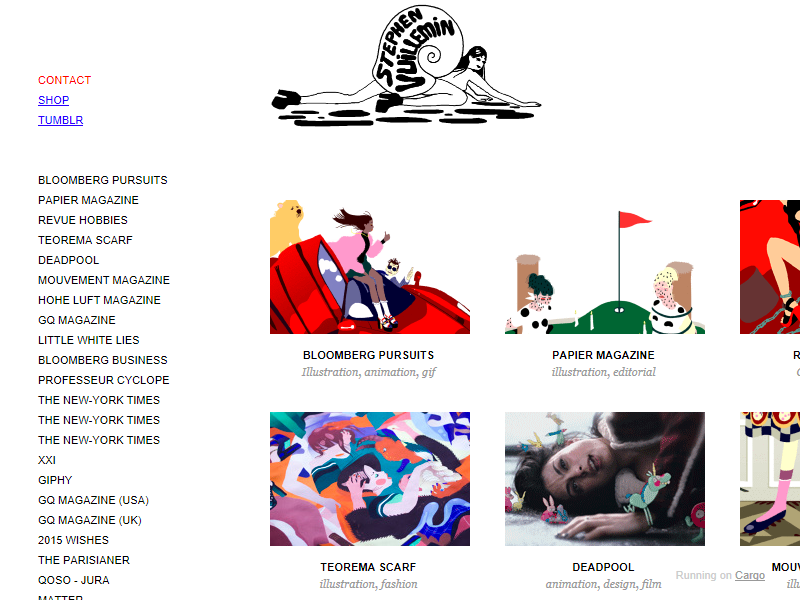 STEPHEN
VUILLEMIN
CONTACT
SHOP
TUMBLR
BLOOMBERG PURSUITS
PAPIER MAGAZINE
REVUE HOBBIES
TEOREMA SCARF
DEADPOOL
MOUVEMENT MAGAZINE
HOHE LUFT MAGAZINE
GQ MAGAZINE
LITTLE WHITE LIES
BLOOMBERG BUSINESS
PROFESSEUR CYCLOPE
THE NEW-YORK TIMES
THE NEW-YORK TIMES
THE NEW-YORK TIMES
XXI
GIPHY
GQ MAGAZINE (USA)
GQ MAGAZINE (UK)
2015 WISHES
THE PARISIANER
QOSO - JURA
MATTER
BLOOMBERG PURSUITS
Illustration, animation, gif
PAPIER MAGAZINE
illustration, editorial
TEOREMA SCARF
illustration, fashion
DEADPOOL
animation, design, film
Running on Cargo